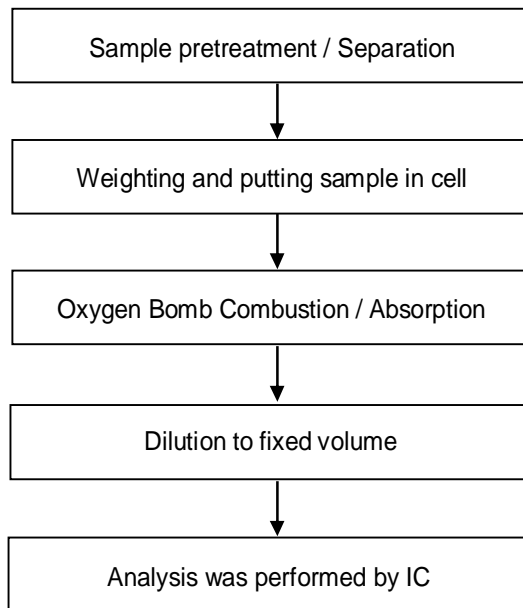 Sample pretreatment / Separation
Weighting and putting sample in cell
Oxygen Bomb Combustion / Absorption
Dilution to fixed volume
Analysis was performed by IC